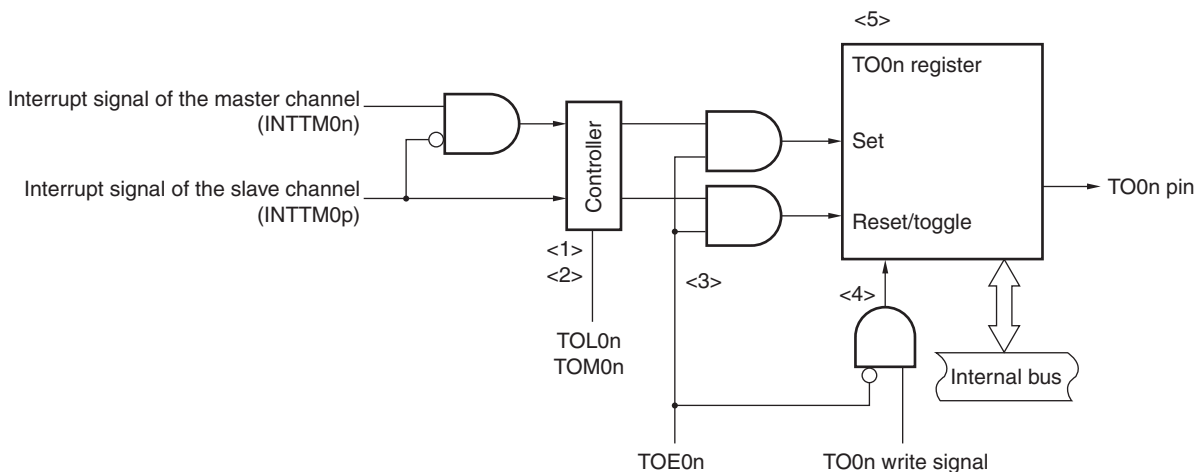 <5>
TO0n register
Interrupt signal of the master channel
(INTTM0n)
Controller
Set
Interrupt signal of the slave channel
(INTTM0p)
TO0n pin
Reset/toggle
<1>
<2>
<3>
<4>
TOL0n
TOM0n
Internal bus
TOE0n
TO0n write signal